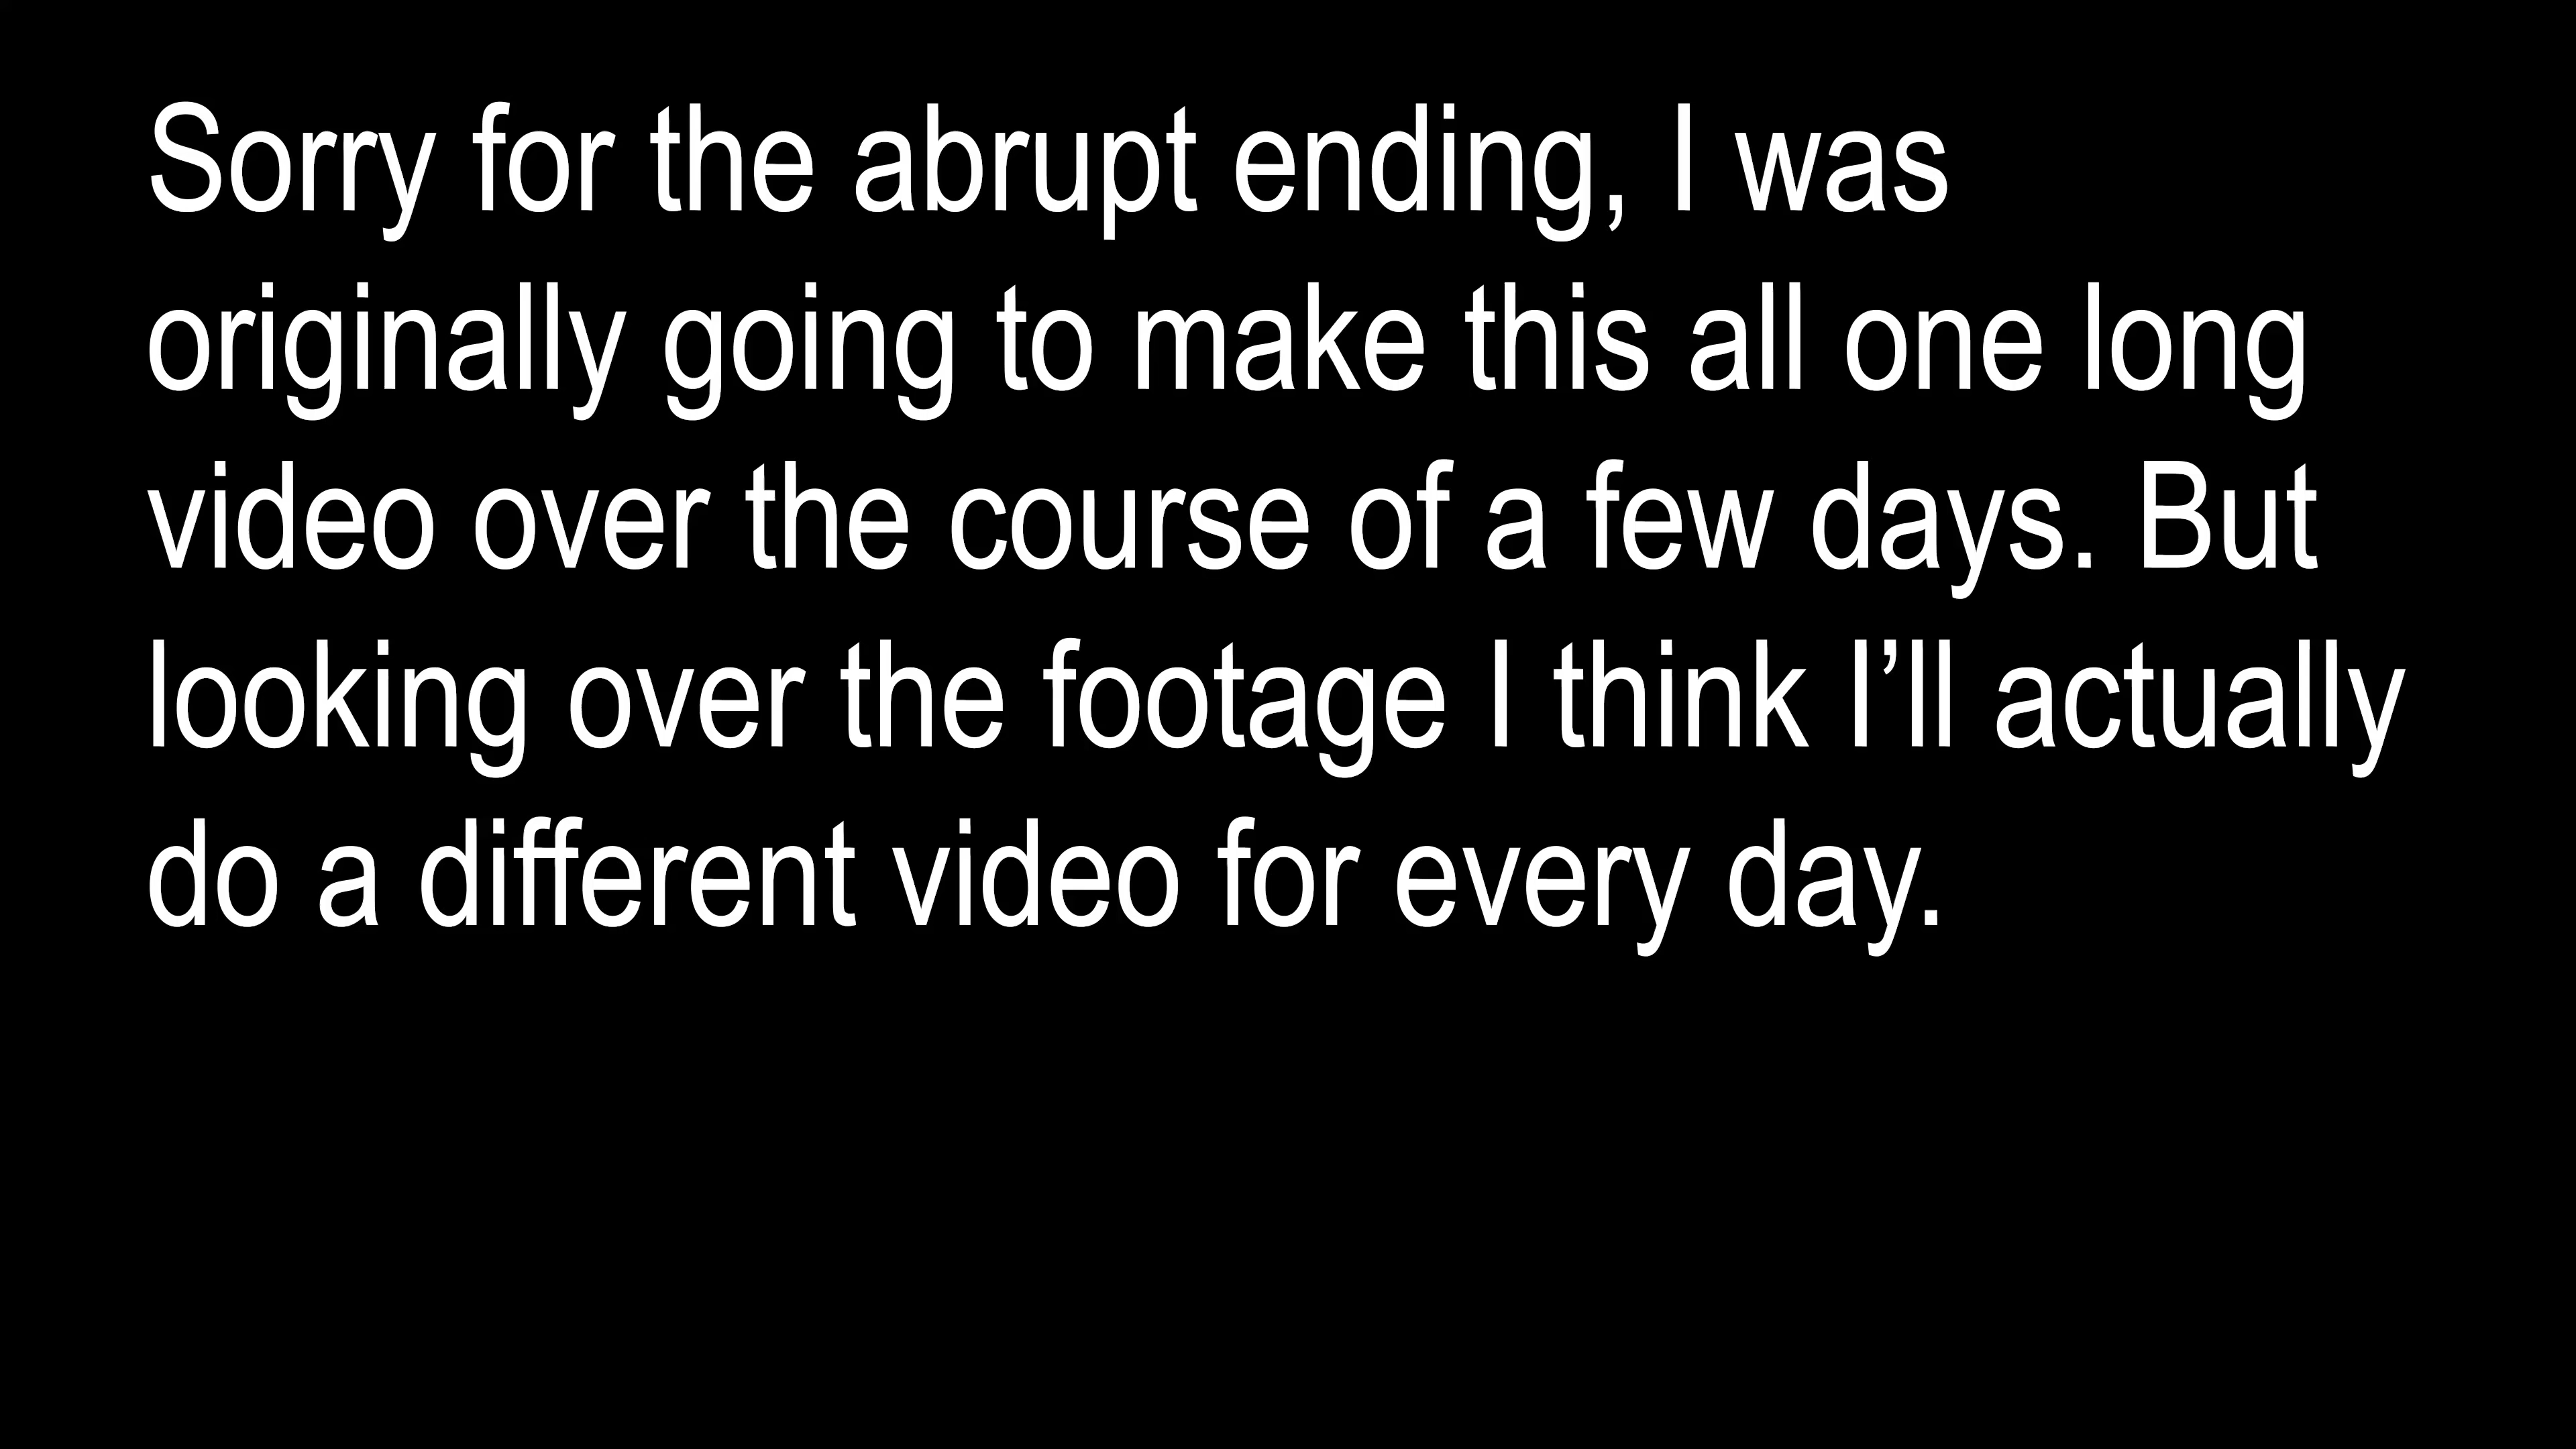 Sorry for the abrupt ending, I was
originally going to make this all one long
video over the course of a few days. But
looking over the footage I think I’ll actually
do a different video for every day.